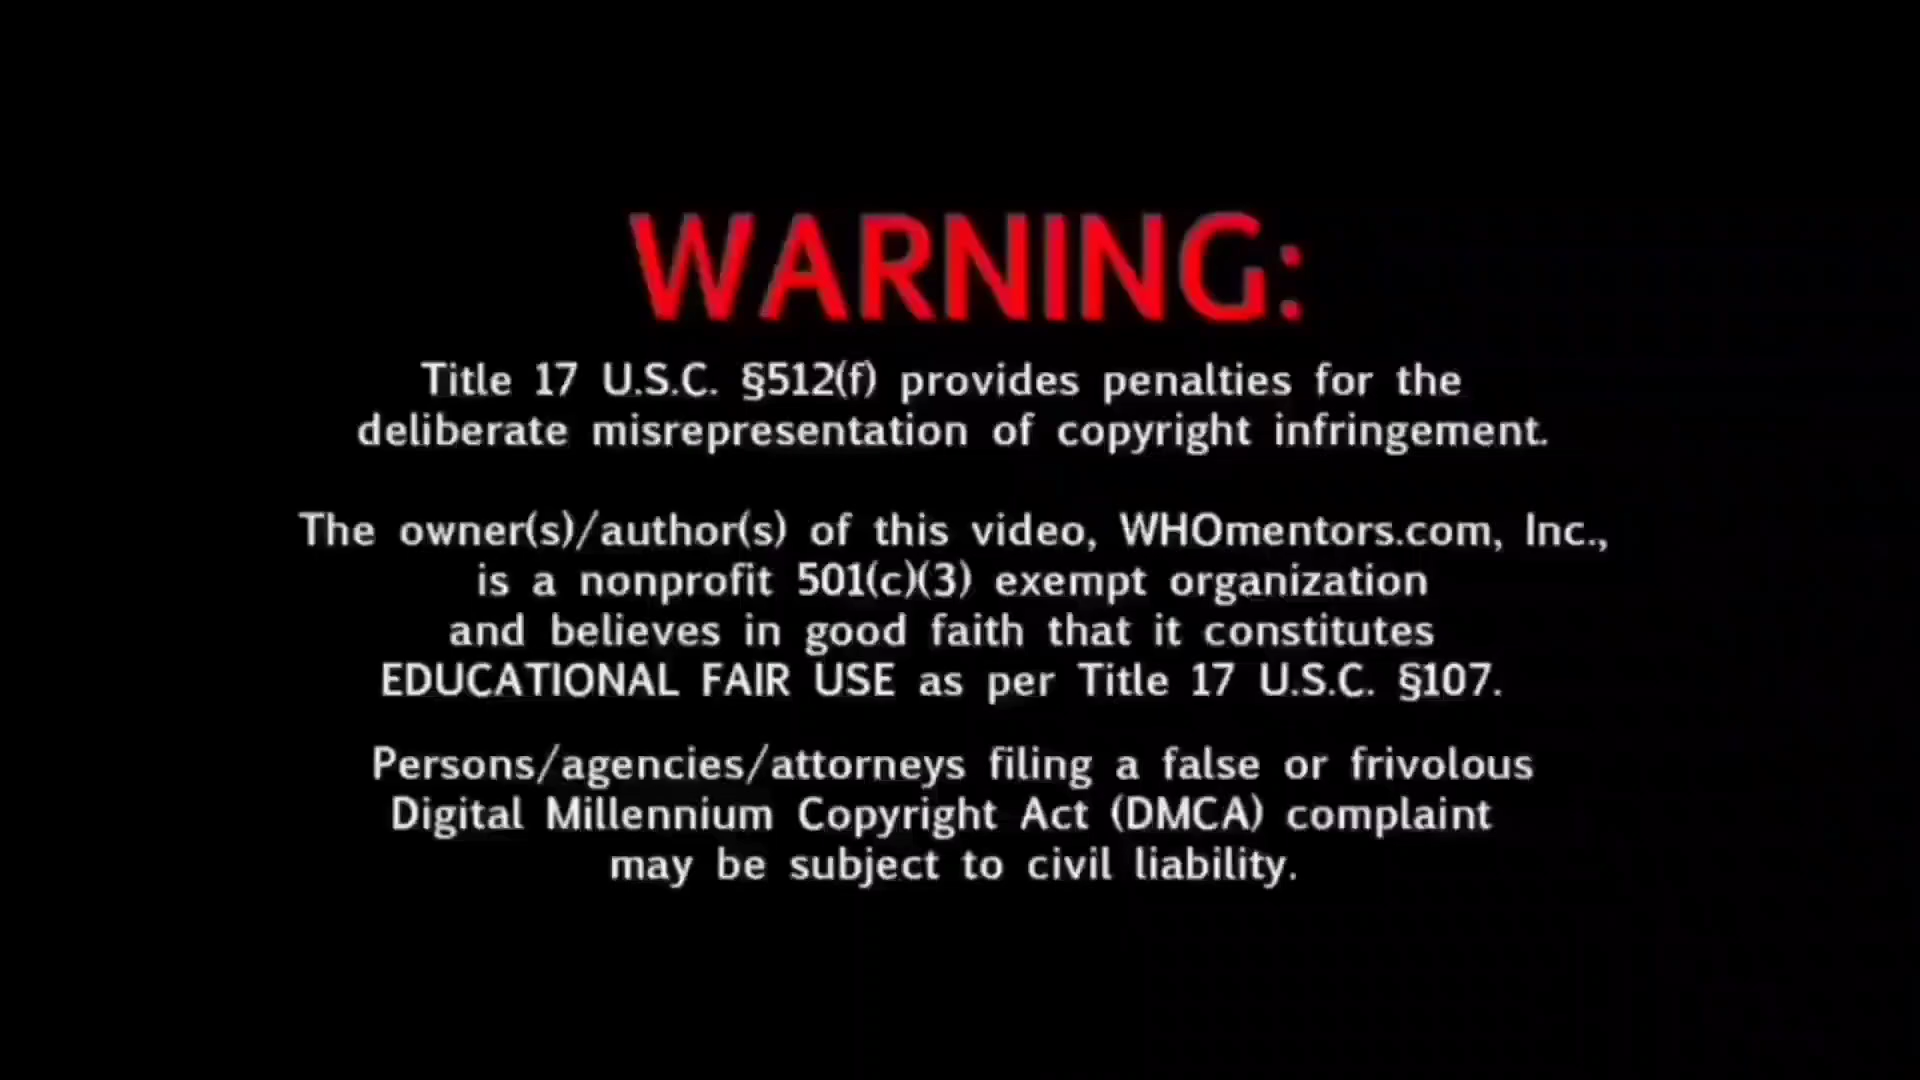 WARNING:
Title 17 U.S.C. §512(f) provides penalties for the
deliberate misrepresentation of copyright infringement.
The owner(s)/author(s) of this video, WHOmentors.com, Inc.,
is a nonprofit 501(c)(3) exempt organization
and believes in good faith that it constitutes
EDUCATIONAL FAIR USE as per Title 17 U.S.C. §107.
Persons/agencies/attorneys filing a false or frivolous
Digital Millennium Copyright Act (DMCA) complaint
may be subject to civil liability.